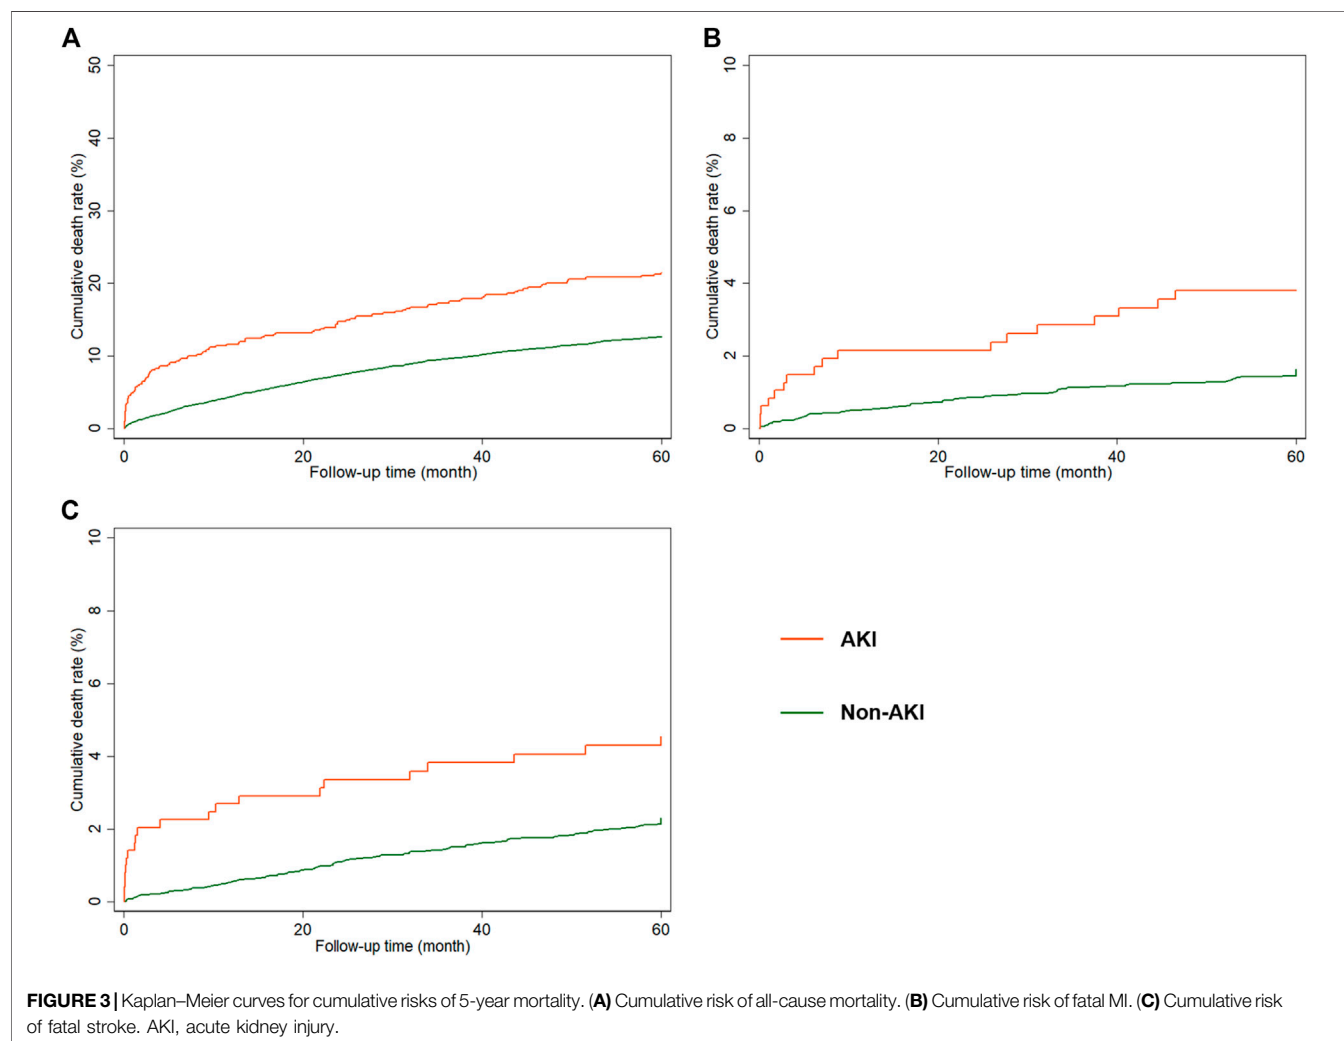 A
Cumulative death rate (%)
50
40
30
20
10
0
0 20 40 60
Follow-up time (month)
B
Cumulative death rate (%)
10
8
6
4
2
0
0 20 40 60
Follow-up time (month)
C
Cumulative death rate (%)
10
8
6
4
2
0
0 20 40 60
Follow-up time (month)
AKI
Non-AKI
FIGURE 3 | Kaplan–Meier curves for cumulative risks of 5-year mortality. (A) Cumulative risk of all-cause mortality. (B) Cumulative risk of fatal MI. (C) Cumulative risk
of fatal stroke. AKI, acute kidney injury.